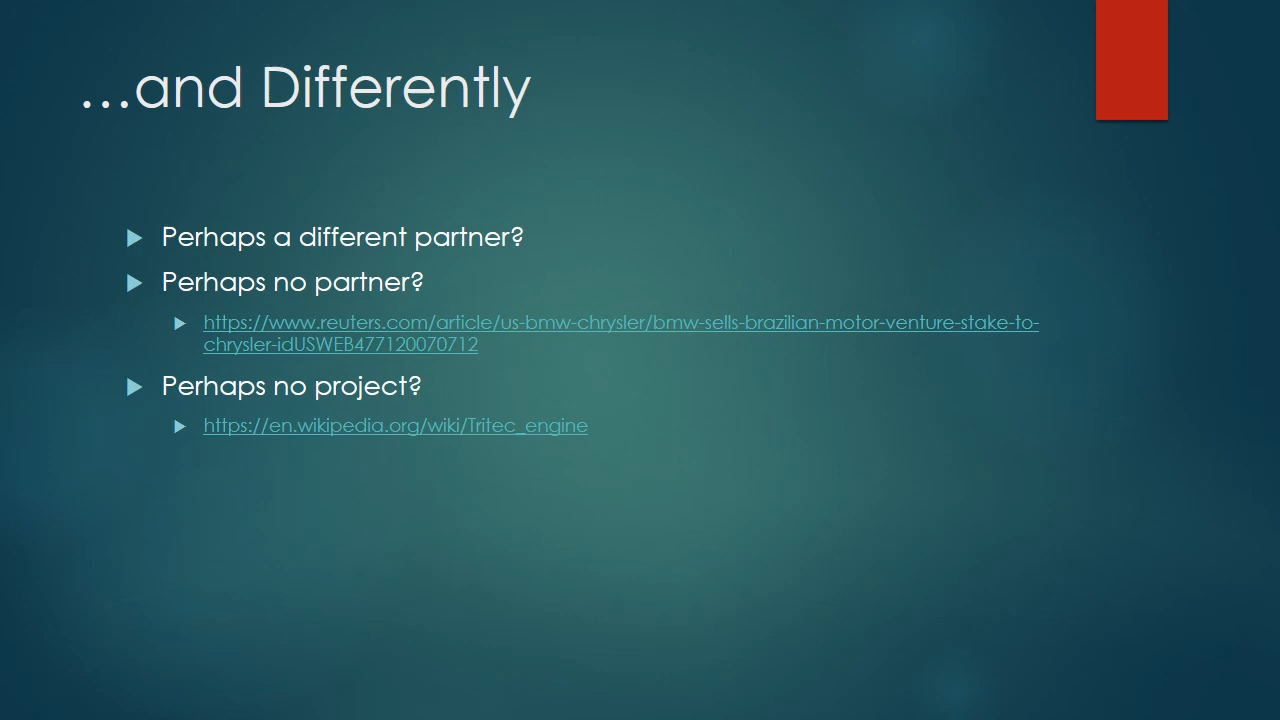 …and Differently
Perhaps a different partner?
Perhaps no partner?
https://www.reuters.com/article/us-bmw-chrysler/bmw-sells-brazilian-motor-venture-stake-to-
chrysler-idUSWEB477120070712
Perhaps no project?
https://en.wikipedia.org/wiki/Tritec_engine